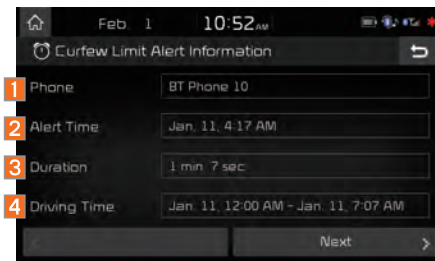 Feb. 1 10:52 AM
Curfew Limit Alert Information
1 Phone BT Phone 10
2 Alert Time Jan. 11, 4:17 AM
3 Duration 1 min 7 sec
4 Driving Time Jan. 11, 12:00 AM - Jan. 11, 7:07 AM
Next